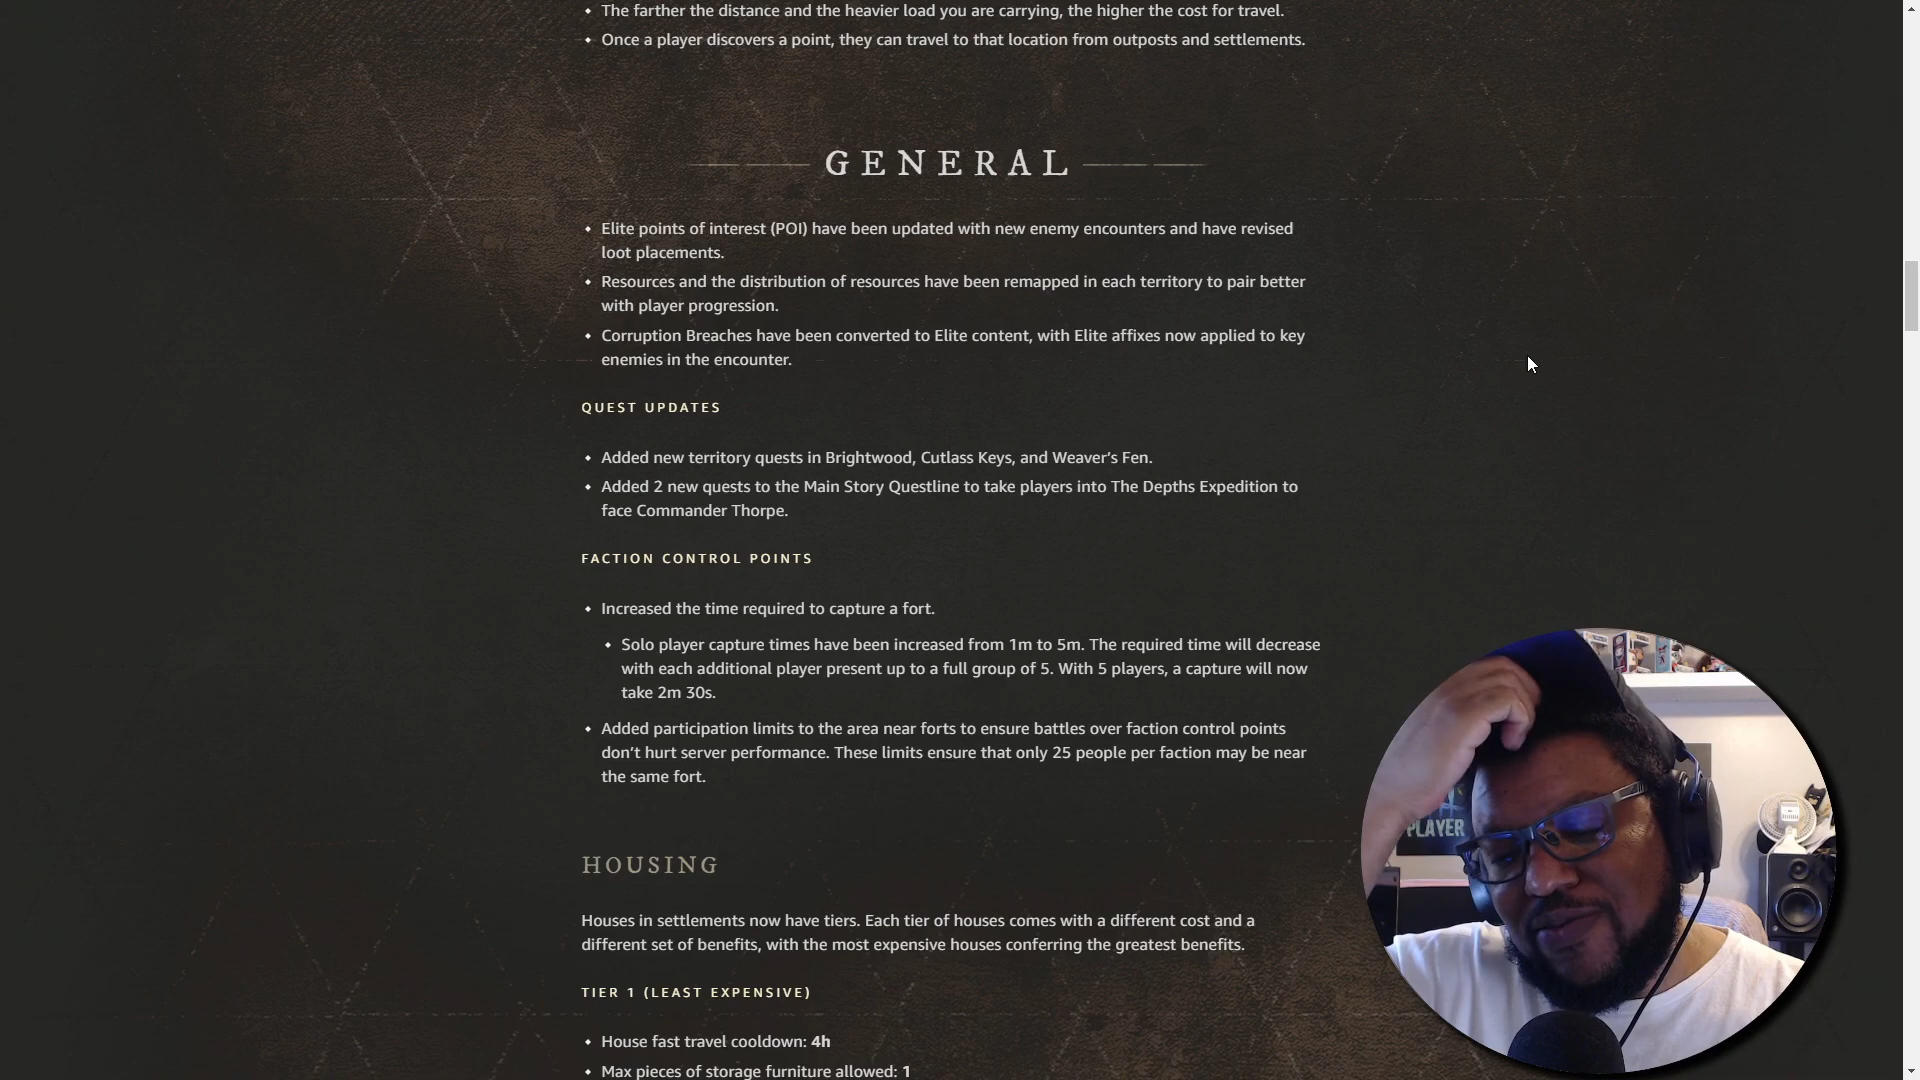 The farther the distance and the heavier load you are carrying, the higher the cost for travel.
Once a player discovers a point, they can travel to that location from outposts and settlements.
GENERAL
Elite points of interest (POI) have been updated with new enemy encounters and have revised
loot placements.
Resources and the distribution of resources have been remapped in each territory to pair better
with player progression.
Corruption Breaches have been converted to Elite content, with Elite affixes now applied to key
enemies in the encounter.
QUEST UPDATES
Added new territory quests in Brightwood, Cutlass Keys, and Weaver’s Fen.
Added 2 new quests to the Main Story Questline to take players into The Depths Expedition to
face Commander Thorpe.
FACTION CONTROL POINTS
Increased the time required to capture a fort.
Solo player capture times have been increased from 1m to 5m. The required time will decrease
with each additional player present up to a full group of 5. With 5 players, a capture will now
take 2m 30s.
Added participation limits to the area near forts to ensure battles over faction control points
don’t hurt server performance. These limits ensure that only 25 people per faction may be near
the same fort.
PLAYER
HOUSING
Houses in settlements now have tiers. Each tier of houses comes with a different cost and a
different set of benefits, with the most expensive houses conferring the greatest benefits.
TIER 1 (LEAST EXPENSIVE)
House fast travel cooldown: 4h
Max pieces of storage furniture allowed: 1